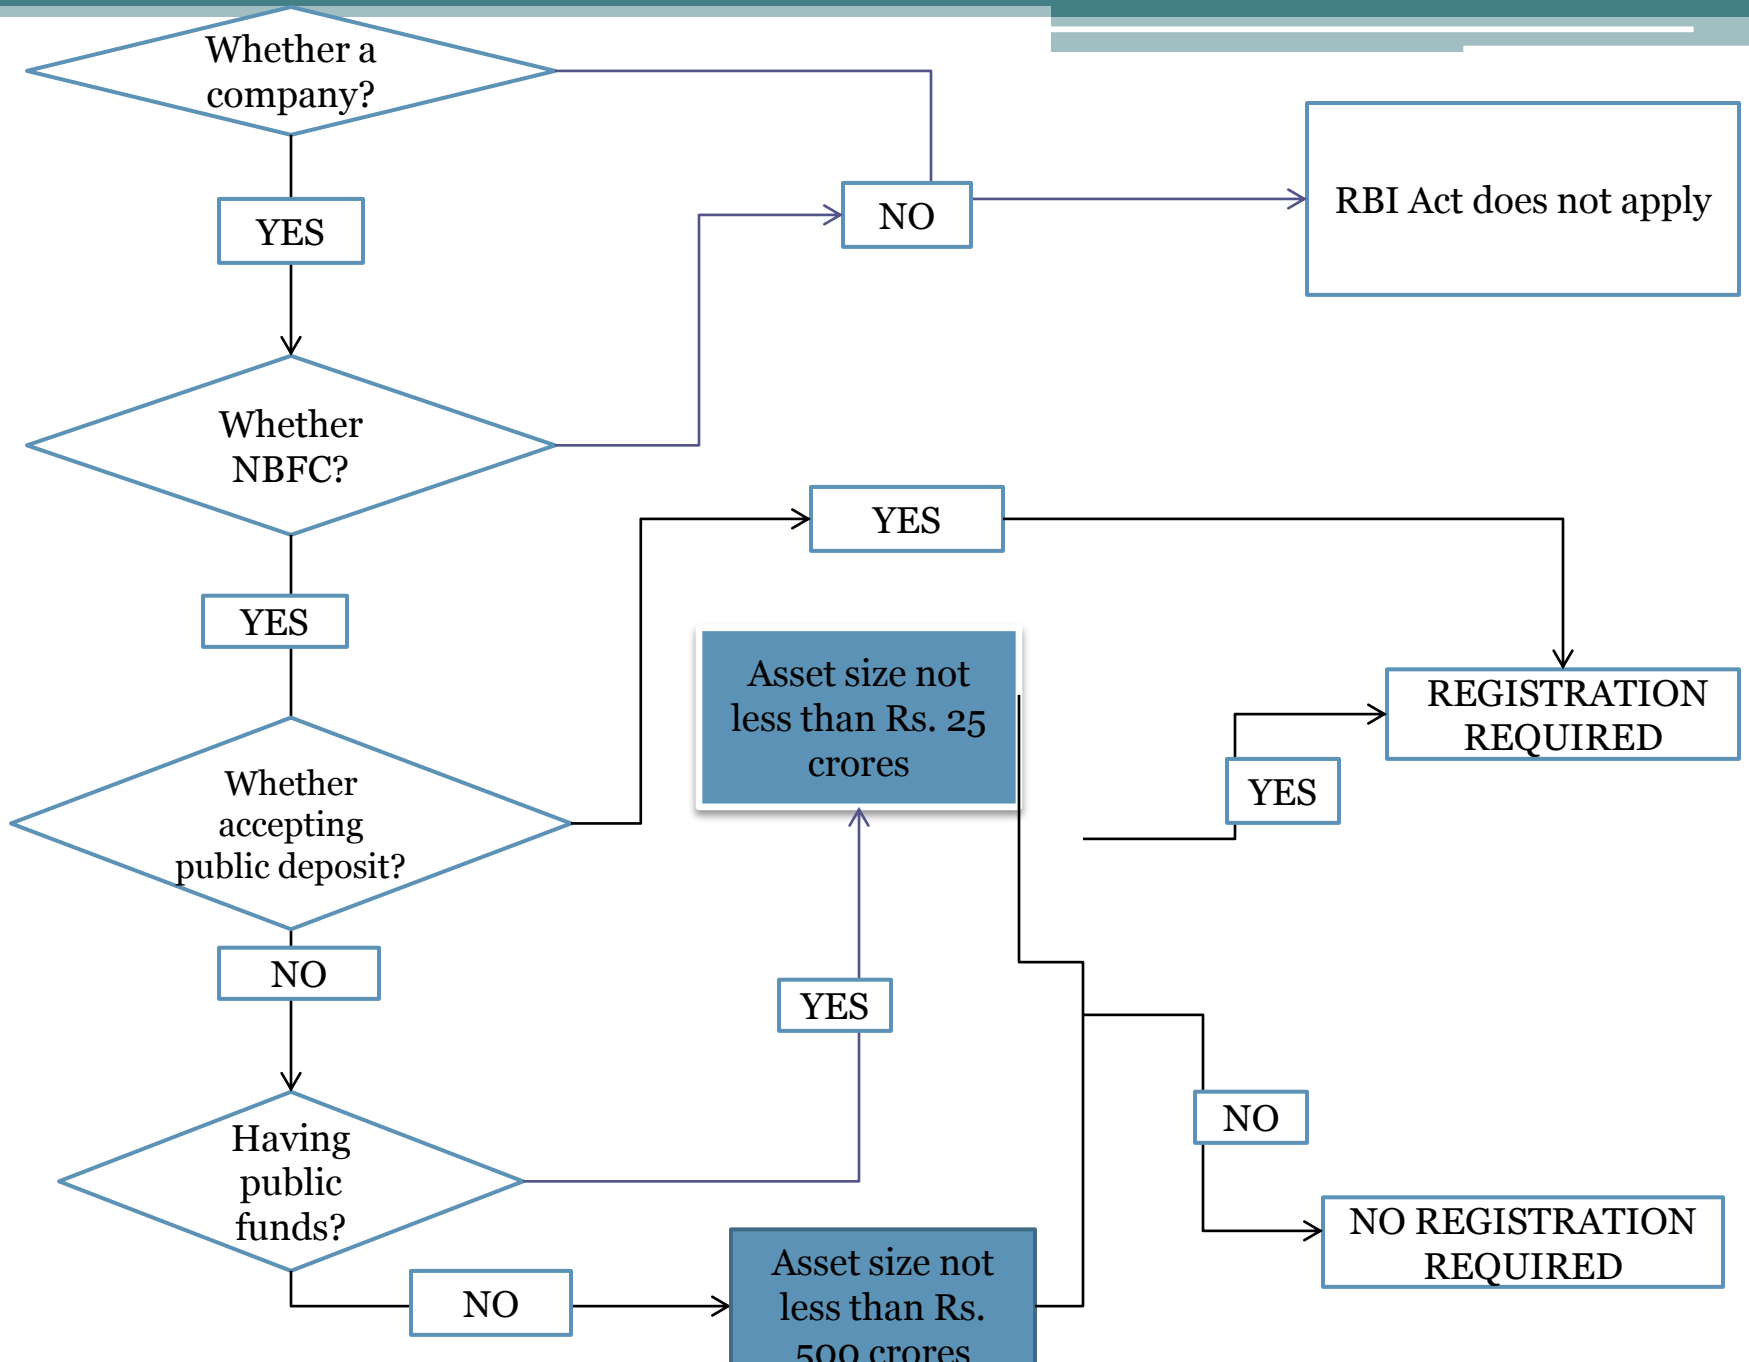 Whether a
company?
YES
NO
RBI Act does not apply
Whether
NBFC?
YES
YES
Asset size not
less than Rs. 25
crores
REGISTRATION
REQUIRED
YES
Whether
accepting
public deposit?
NO
YES
Having
public
funds?
NO
NO REGISTRATION
REQUIRED
NO
Asset size not
less than Rs.
500 crores